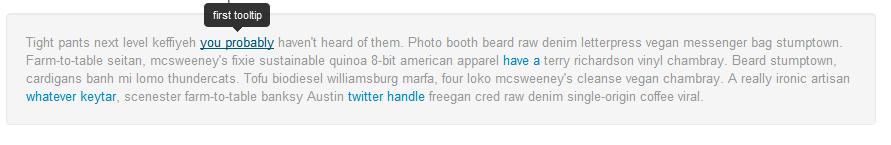 first tooltip
Tight pants next level keffiyeh you probably haven't heard of them. Photo booth beard raw denim letterpress vegan messenger bag stumptown.
Farm-to-table seitan, mcsweeney's fixie sustainable quinoa 8-bit american apparel have a terry richardson vinyl chambray. Beard stumptown,
cardigans banh mi lomo thundercats. Tofu biodiesel williamsburg marfa, four loko mcsweeney's cleanse vegan chambray. A really ironic artisan
whatever keytar, scenester farm-to-table banksy Austin twitter handle freegan cred raw denim single-origin coffee viral.